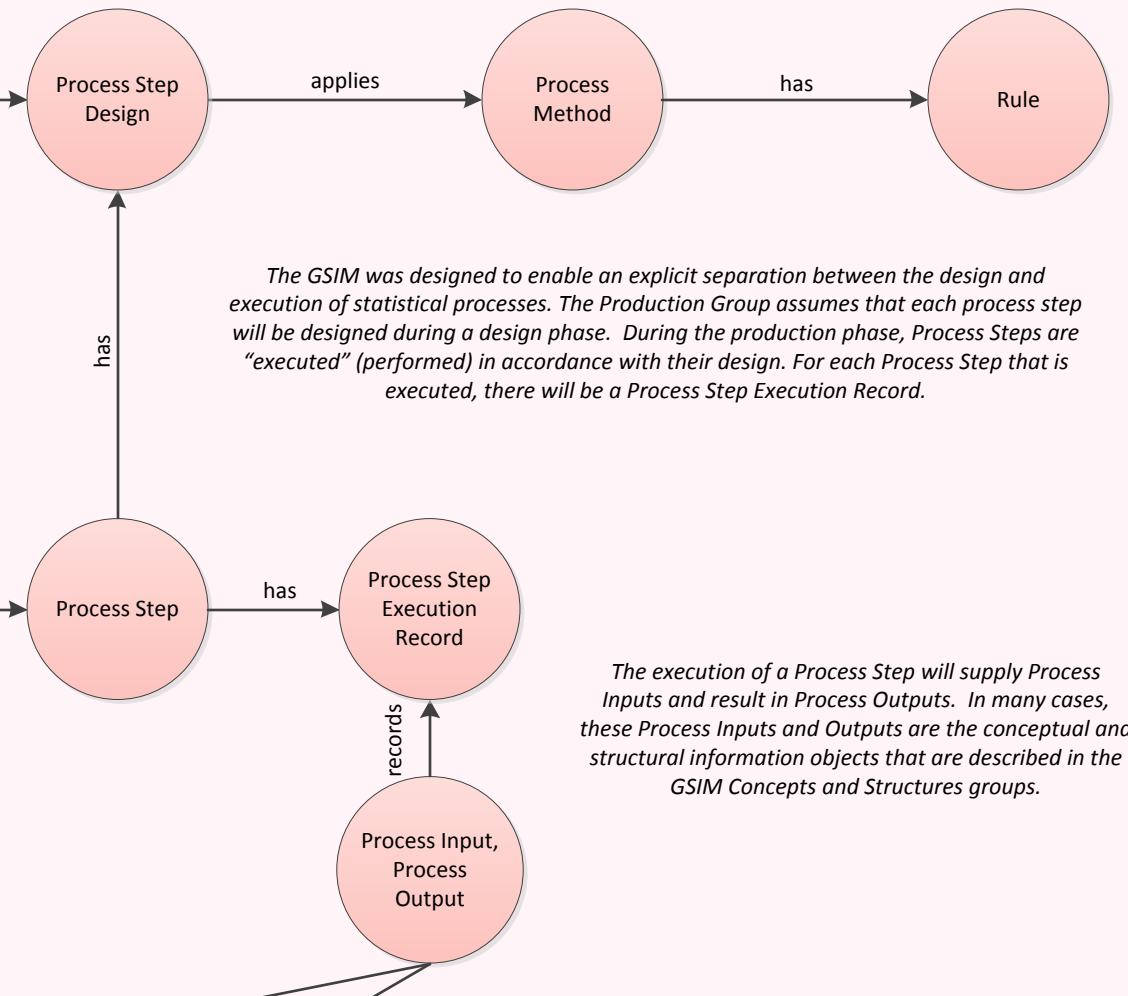 Process Step
Design
applies
Process
Method
has
Rule
The GSIM was designed to enable an explicit separation between the design and
execution of statistical processes. The Production Group assumes that each process step
will be designed during a design phase.  During the production phase, Process Steps are
“executed” (performed) in accordance with their design. For each Process Step that is
executed, there will be a Process Step Execution Record.
has
Process Step
has
Process Step
Execution
Record
The execution of a Process Step will supply Process
Inputs and result in Process Outputs.  In many cases,
these Process Inputs and Outputs are the conceptual and
structural information objects that are described in the
GSIM Concepts and Structures groups.
records
Process Input,
Process
Output